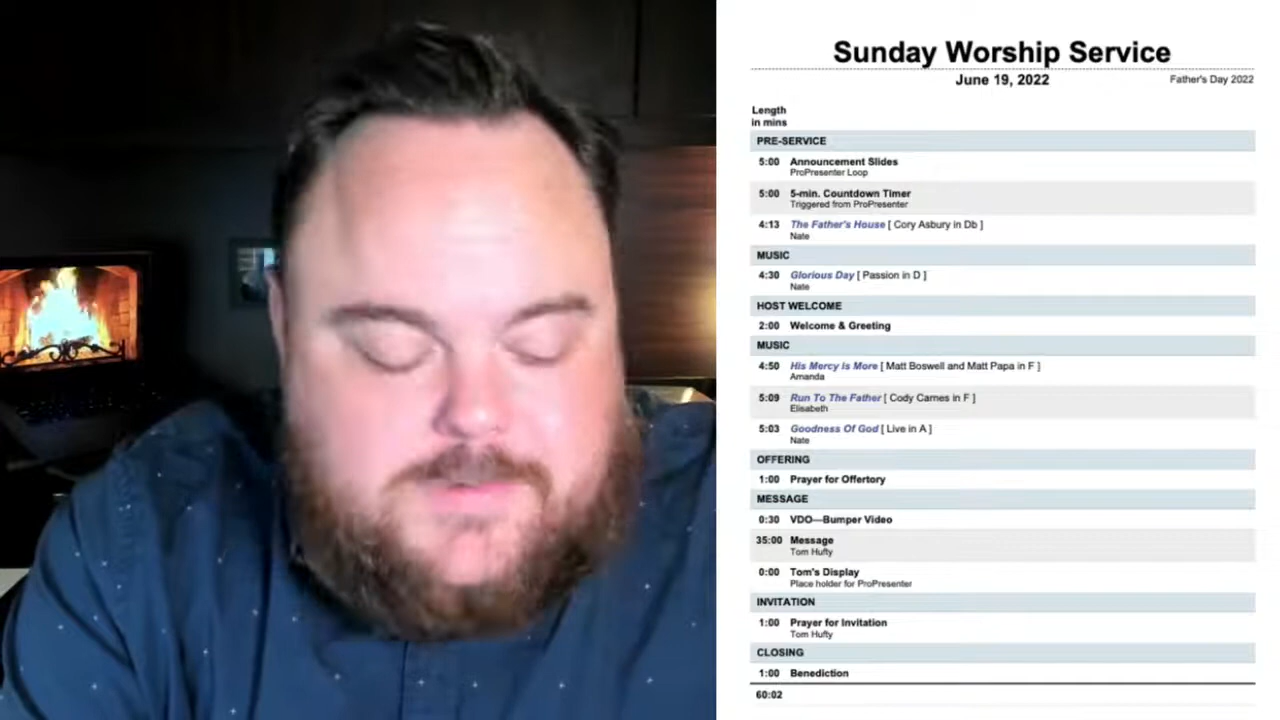 Sunday Worship Service
June 19, 2022
Father's Day 2022
Length
in mins
PRE-SERVICE
5:00 Announcement Slides
ProPresenter Loop
5:00 5-min. Countdown Timer
Triggered from ProPresenter
4:13 The Father's House [ Cory Asbury in Db ]
Nate
MUSIC
4:30 Glorious Day [ Passion in D ]
Nate
HOST WELCOME
2:00 Welcome & Greeting
MUSIC
4:50 His Mercy is More [ Matt Boswell and Matt Papa in F ]
Amanda
5:09 Run To The Father [ Cody Carnes in F ]
Elisabeth
5:03 Goodness Of God [ Live in A ]
Nate
OFFERING
1:00 Prayer for Offertory
MESSAGE
0:30 VDO—Bumper Video
35:00 Message
Tom Hufty
0:00 Tom's Display
Place holder for ProPresenter
INVITATION
1:00 Prayer for Invitation
Tom Hufty
CLOSING
1:00 Benediction
60:02